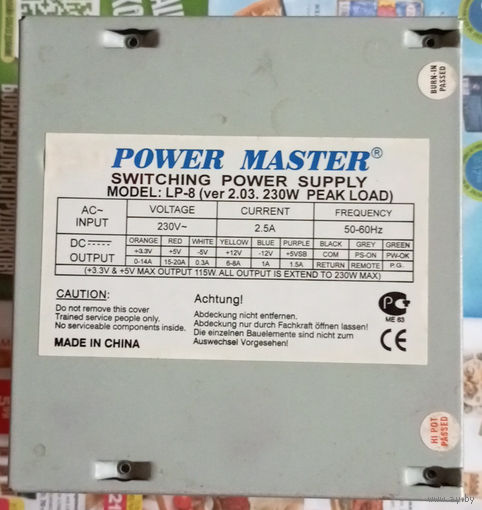 BURN-IN
PASSED
POWER MASTER®
SWITCHING POWER SUPPLY
MODEL: LP-8 (ver 2.03. 230W PEAK LOAD)
AC~ INPUT VOLTAGE CURRENT FREQUENCY
230V~ 2.5A 50-60Hz
DC OUTPUT ORANGE RED WHITE YELLOW BLUE PURPLE BLACK GREY GREEN
+3.3V +5V -5V +12V -12V +5VSB COM PS-ON PW-OK
0-14A 15-20A 0.3A 6-8A 1A 1.5A RETURN REMOTE P.G.
(+3.3V & +5V MAX OUTPUT 115W. ALL OUTPUT IS EXTEND TO 230W MAX)
CAUTION:
Do not remove this cover
Trained service people only.
No serviceable components inside.
MADE IN CHINA
Achtung!
Abdeckung nicht entfernen.
Abdeckung nur durch Fachkraft öffnen lassen!
Die einzelnen Bauelemente sind nicht zum
Auswechsel Vorgesehen!
ME 63
CE
HI POT
PASSED
www.ay.by